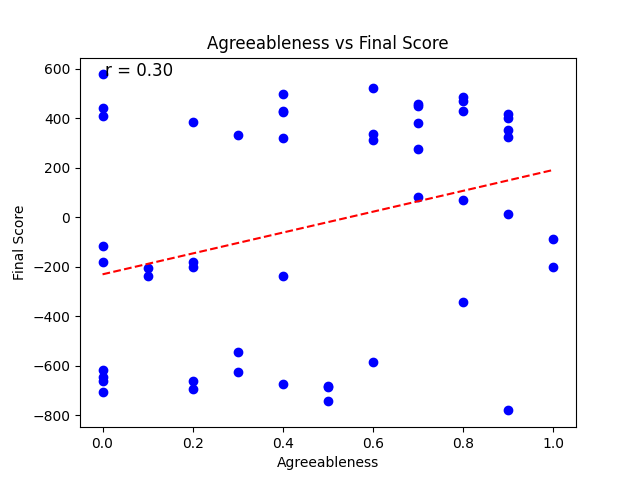 Agreeableness vs Final Score
r = 0.30
600
400
200
0
−200
−400
−600
−800
Final Score
0.0 0.2 0.4 0.6 0.8 1.0
Agreeableness